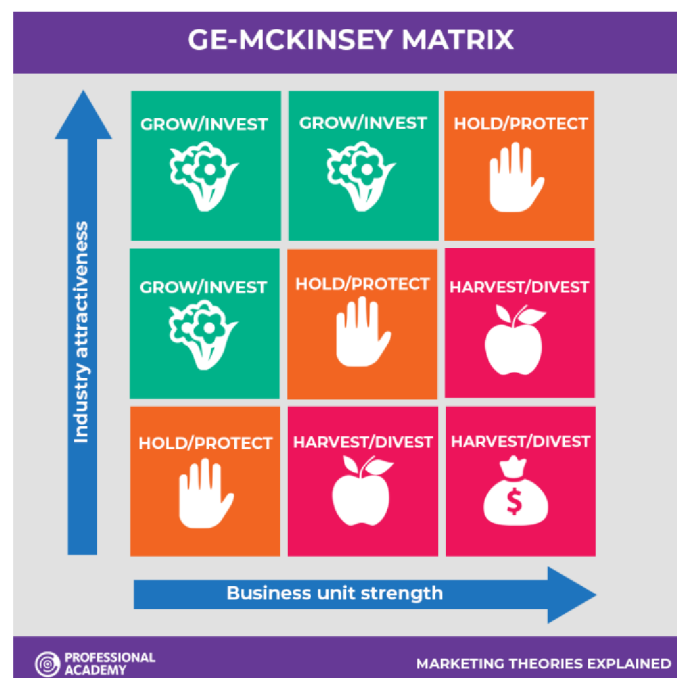 GE-MCKINSEY MATRIX
GROW/INVEST
GROW/INVEST
HOLD/PROTECT
GROW/INVEST
HOLD/PROTECT
HARVEST/DIVEST
HOLD/PROTECT
HARVEST/DIVEST
HARVEST/DIVEST
$
Industry attractiveness
Business unit strength
PROFESSIONAL
ACADEMY
MARKETING THEORIES EXPLAINED